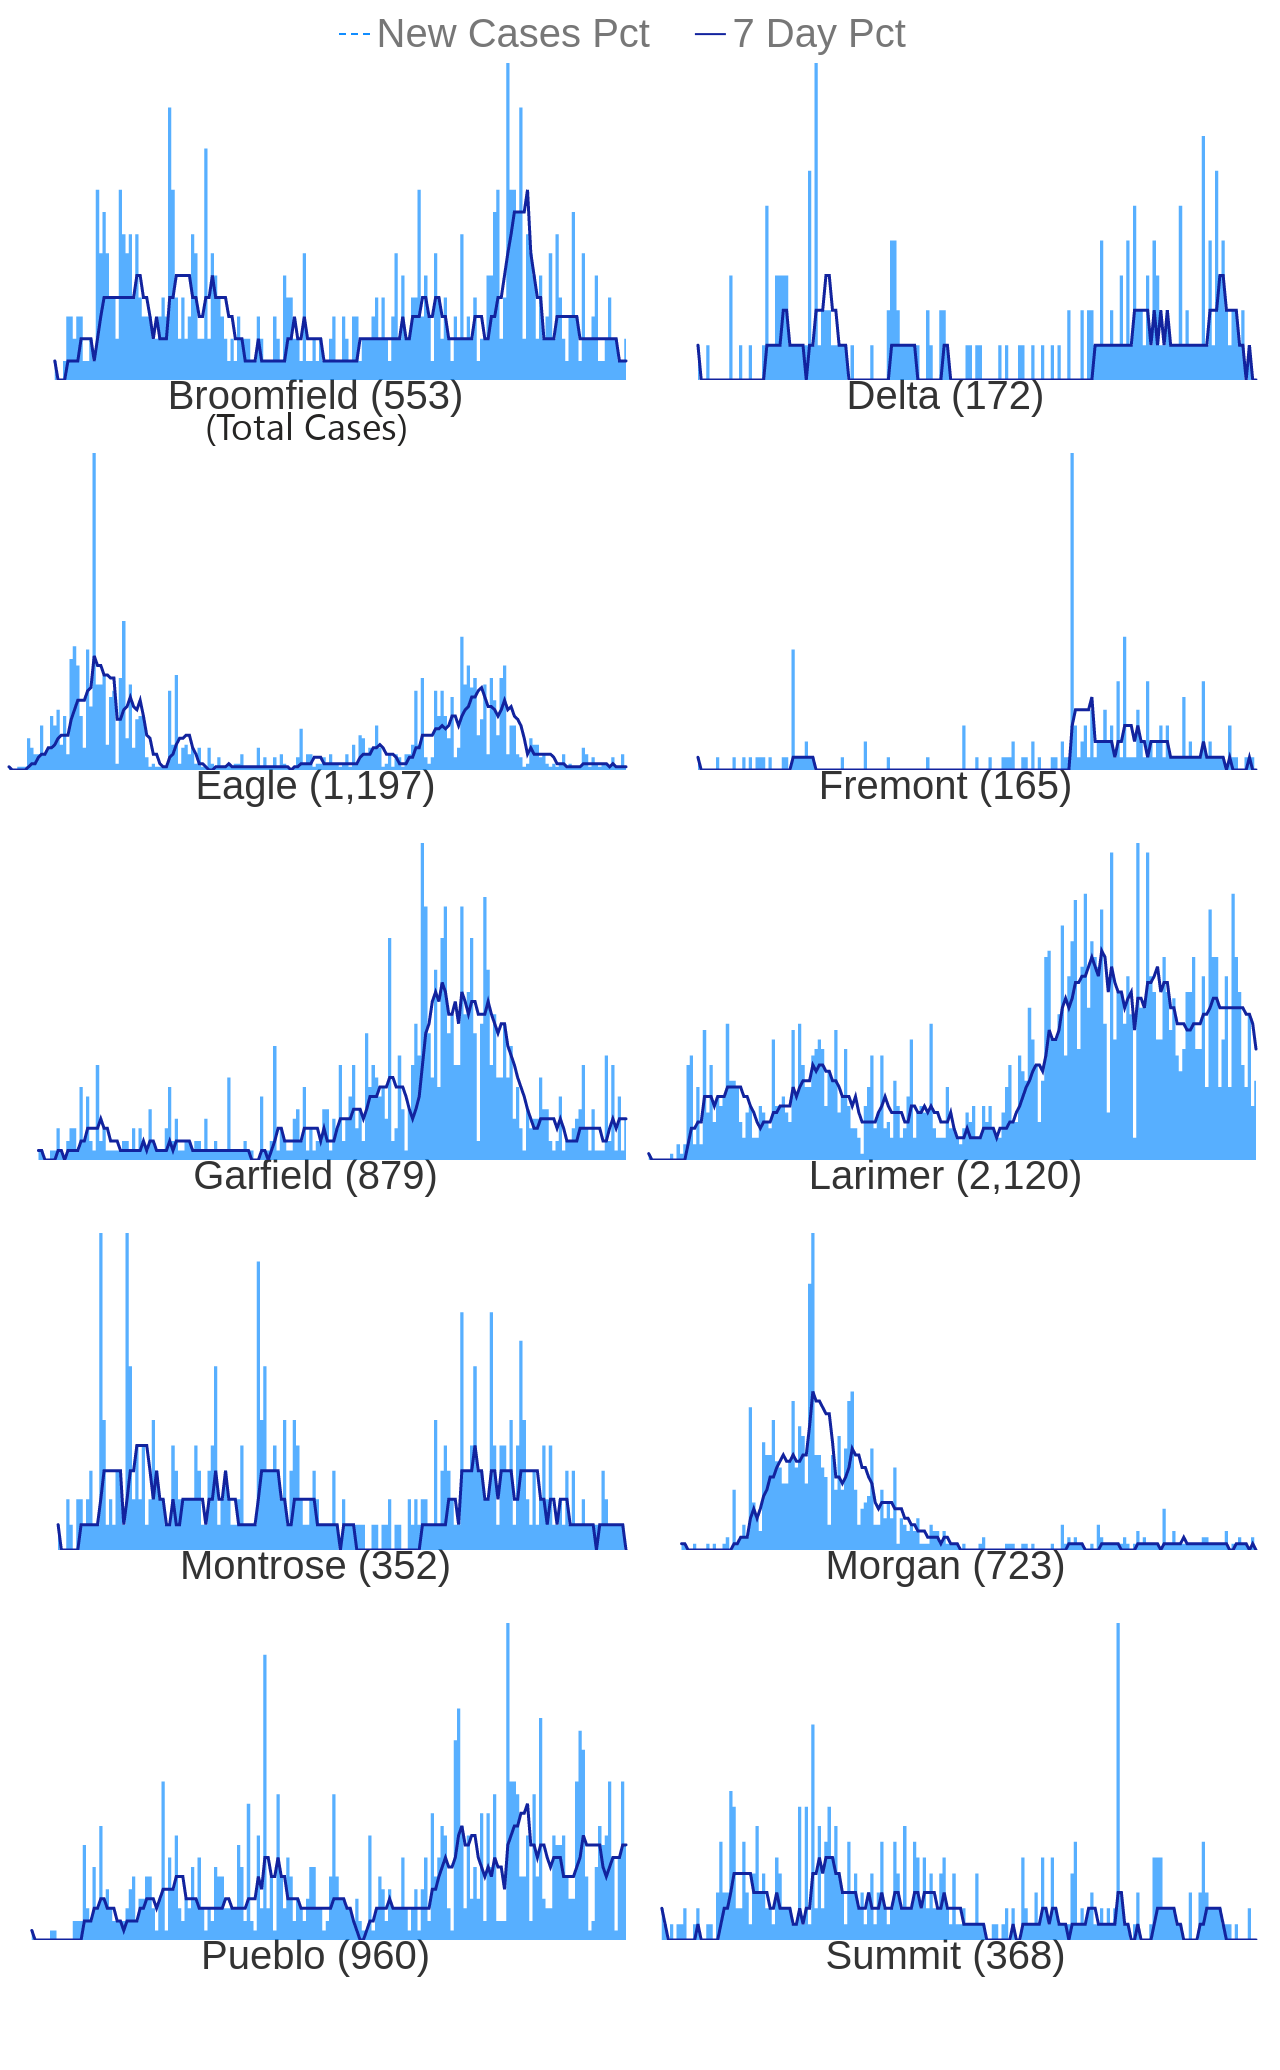 New Cases Pct 7 Day Pct
Broomfield (553) Delta (172)
(Total Cases)
Eagle (1,197) Fremont (165)
Garfield (879) Larimer (2,120)
Montrose (352) Morgan (723)
Pueblo (960) Summit (368)